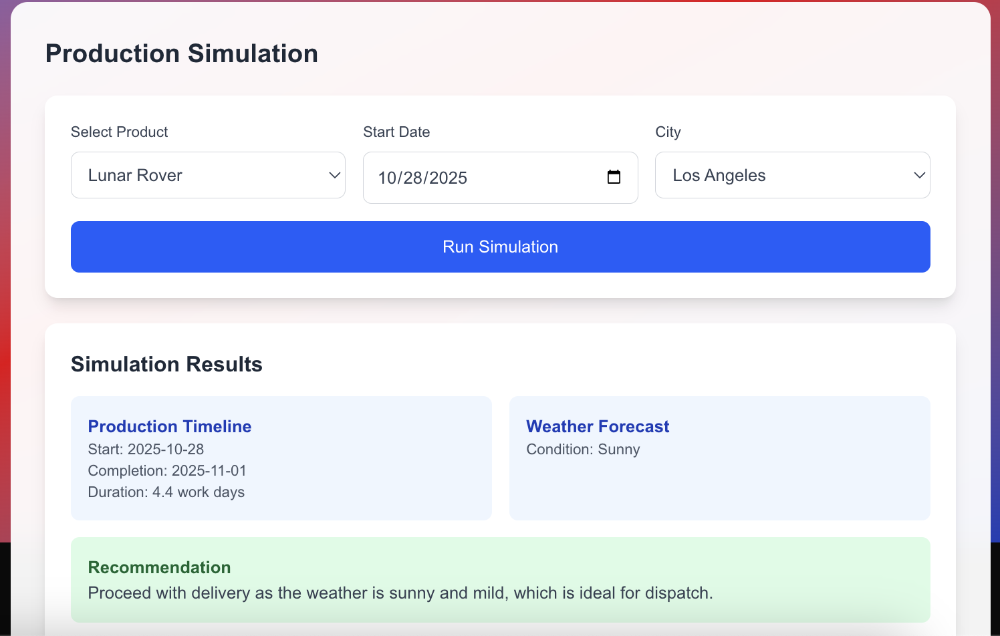 Production Simulation
Select Product
Start Date
City
Lunar Rover
10/28/2025
Los Angeles
Run Simulation
Simulation Results
Production Timeline
Start: 2025-10-28
Completion: 2025-11-01
Duration: 4.4 work days
Weather Forecast
Condition: Sunny
Recommendation
Proceed with delivery as the weather is sunny and mild, which is ideal for dispatch.